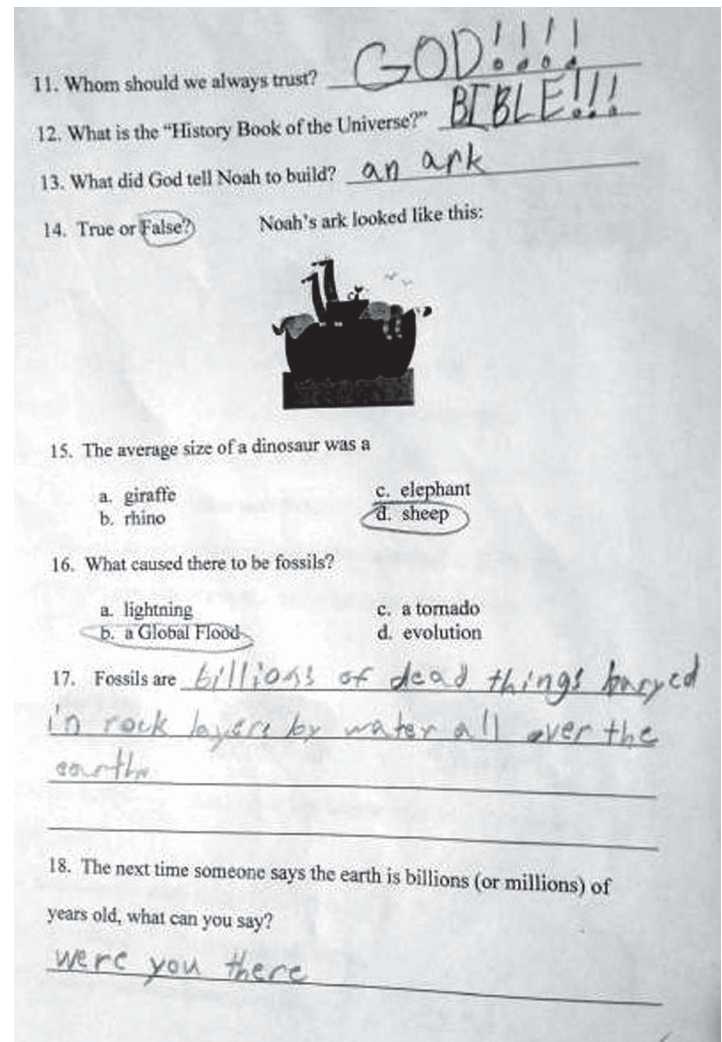 11. Whom should we always trust? GOD!!!!
12. What is the “History Book of the Universe?” BIBLE!!!
13. What did God tell Noah to build? an ark
14. True or False? Noah's ark looked like this:
15. The average size of a dinosaur was a
a. giraffe c. elephant
b. rhino d. sheep
16. What caused there to be fossils?
a. lightning c. a tornado
b. a Global Flood d. evolution
17. Fossils are billions of dead things buryed
in rock layers by water all over the
earth
18. The next time someone says the earth is billions (or millions) of
years old, what can you say?
were you there